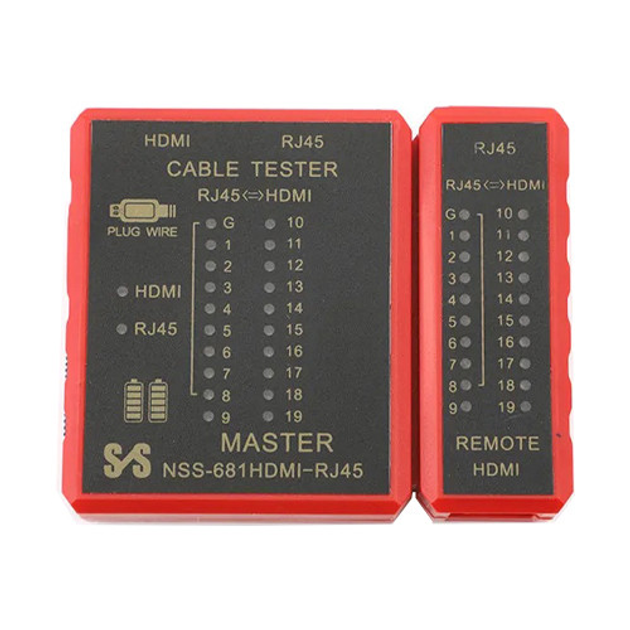 HDMI RJ45
CABLE TESTER
RJ45<=>HDMI
PLUG WIRE
G 10
1 11
2 12
3 13
4 14
5 15
6 16
7 17
8 18
9 19
HDMI
RJ45
MASTER
SYS
NSS-681HDMI-RJ45
RJ45
RJ45<=>HDMI
G 10
1 11
2 12
3 13
4 14
5 15
6 16
7 17
8 18
9 19
REMOTE
HDMI